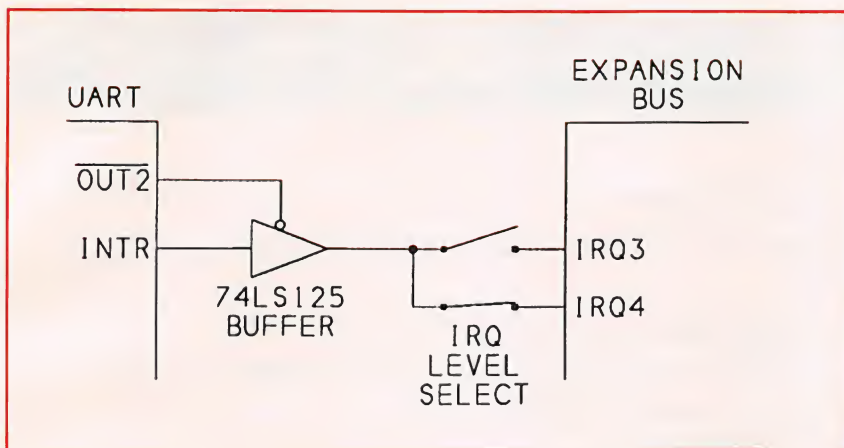 UART
EXPANSION
BUS
OUT2
INTR
74LS125
BUFFER
IRQ3
IRQ4
IRQ
LEVEL
SELECT